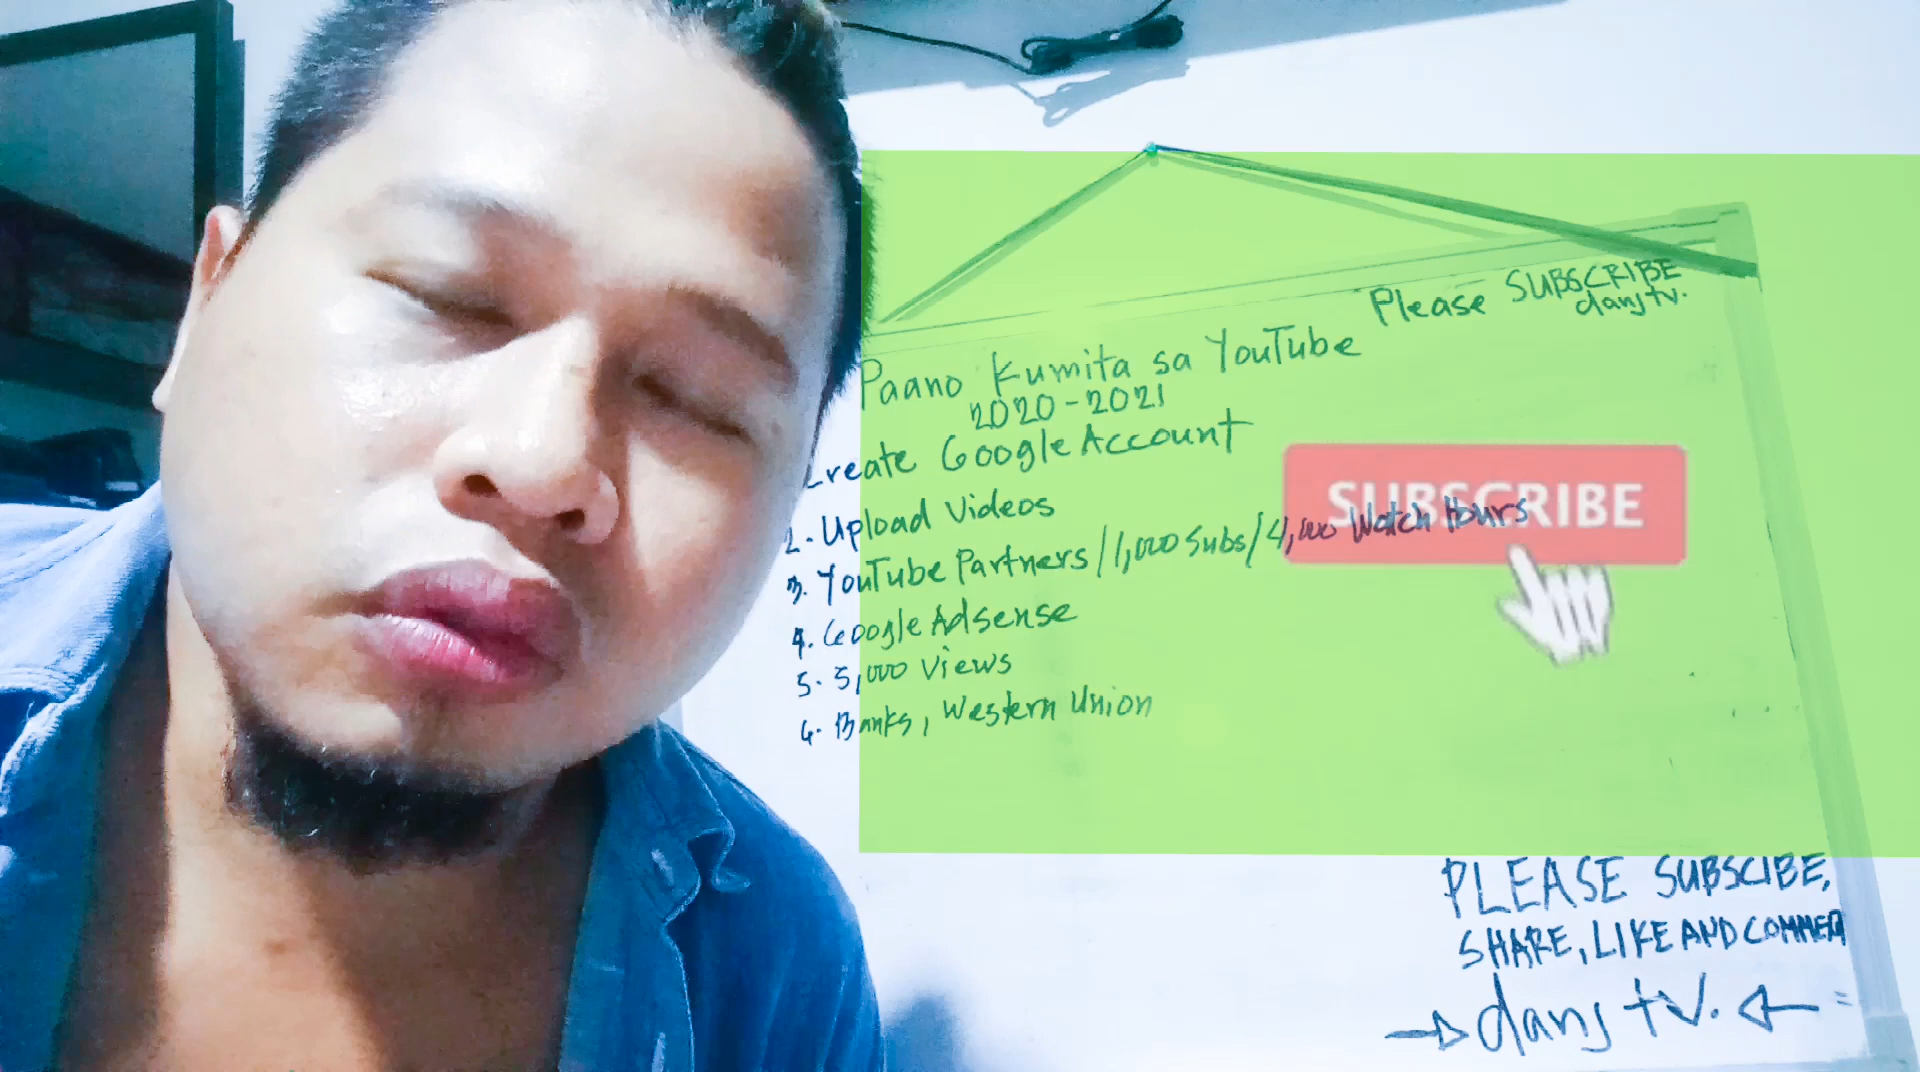 Please SUBSCRIBE
danj tv.
Paano Kumita sa YouTube
2020-2021
Create Google Account
2. Upload Videos
3. YouTube Partners/1,000 Subs/4,000 Watch Hours
4. Google Adsense
5. 5,000 Views
6. Banks, Western Union
SUBSCRIBE
PLEASE SUBSCIBE,
SHARE, LIKE AND COMMENT
danj tv.